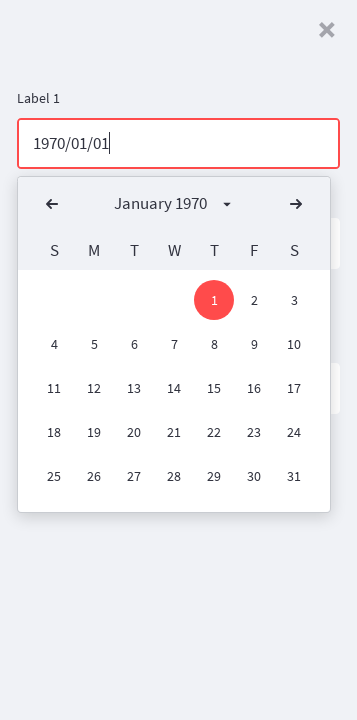 Label 1
1970/01/01
January 1970
S M T W T F S
1 2 3
4 5 6 7 8 9 10
11 12 13 14 15 16 17
18 19 20 21 22 23 24
25 26 27 28 29 30 31